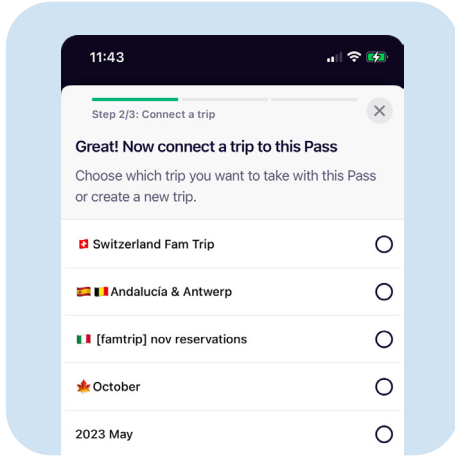 11:43
Step 2/3: Connect a trip
Great! Now connect a trip to this Pass
Choose which trip you want to take with this Pass
or create a new trip.
🇨🇭 Switzerland Fam Trip
🇪🇸🇧🇪Andalucía & Antwerp
🇮🇹 [famtrip] nov reservations
🍁October
2023 May